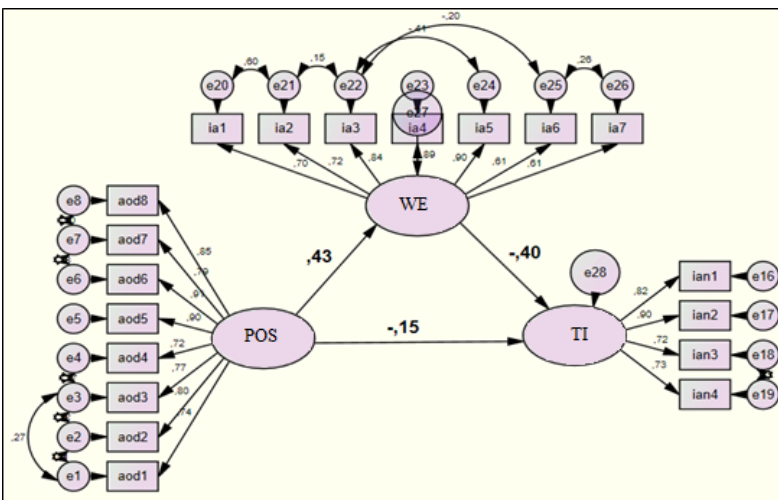 -,20
-,41
,60
,15
,26
e20
e21
e22
e23
e24
e25
e26
e27
ia1
ia2
ia3
ia4
ia5
ia6
ia7
,70
,72
,84
,89
,90
,61
,61
WE
e8
aod8
e7
aod7
e6
aod6
e5
aod5
e4
aod4
e3
aod3
e2
aod2
e1
aod1
,85
,79
,91
,90
,72
,77
,80
,74
,27
POS
,43
-,40
-,15
e28
TI
,82
,90
,72
,73
ian1
e16
ian2
e17
ian3
e18
ian4
e19